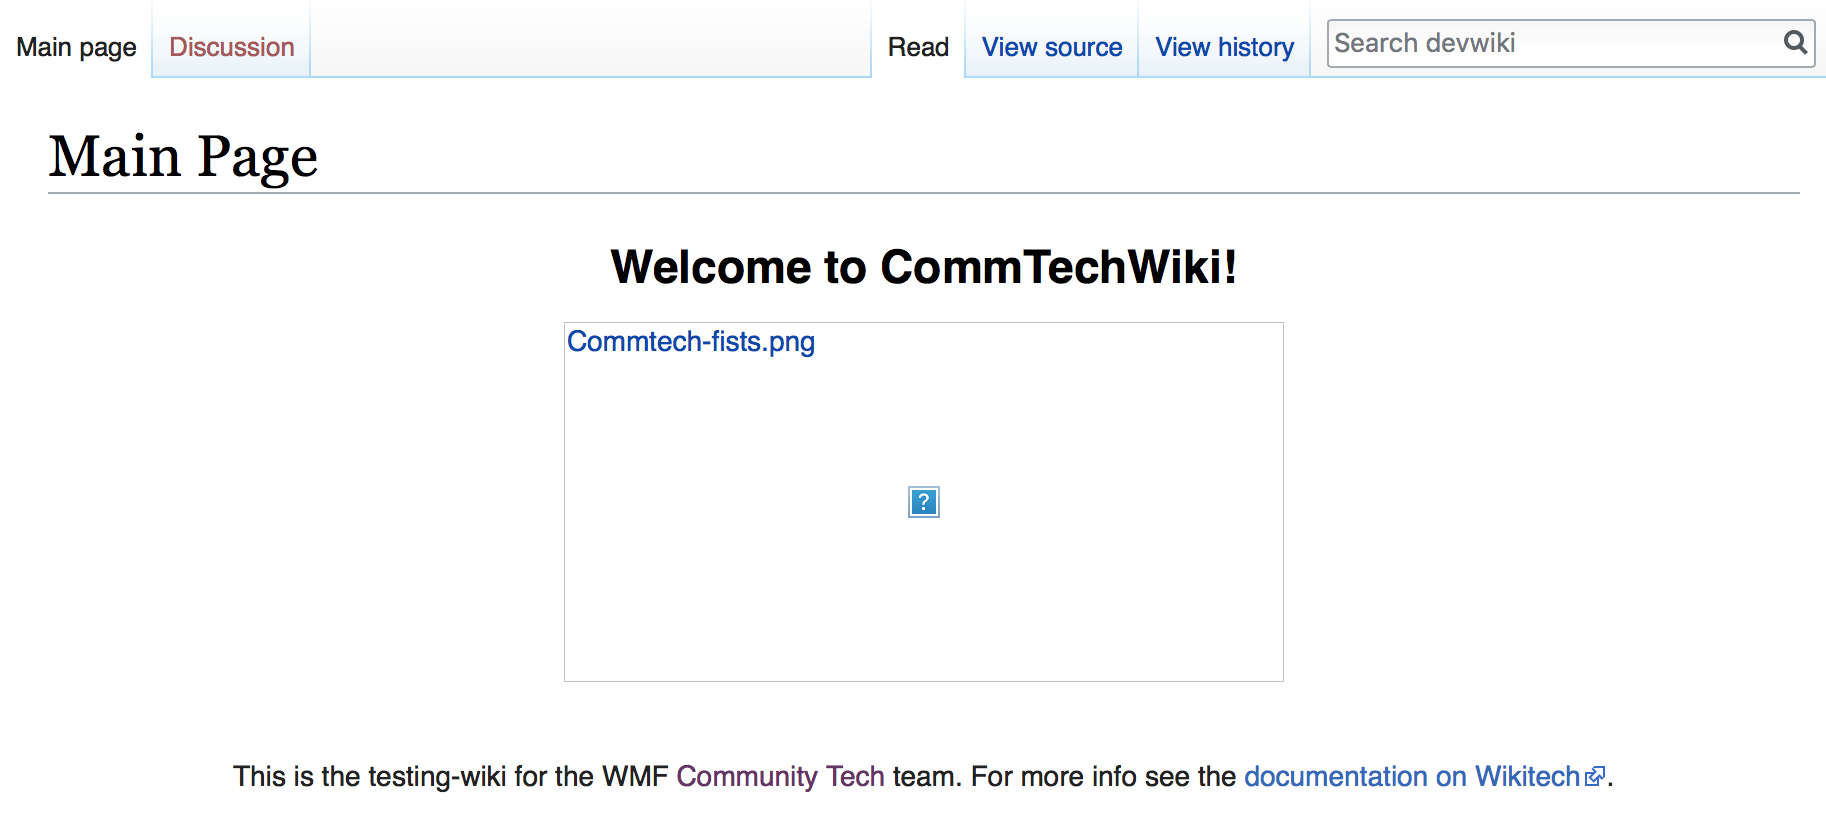 Main page Discussion Read View source View history Search devwiki
Main Page
Welcome to CommTechWiki!
Commtech-fists.png
?
This is the testing-wiki for the WMF Community Tech team. For more info see the documentation on Wikitech.